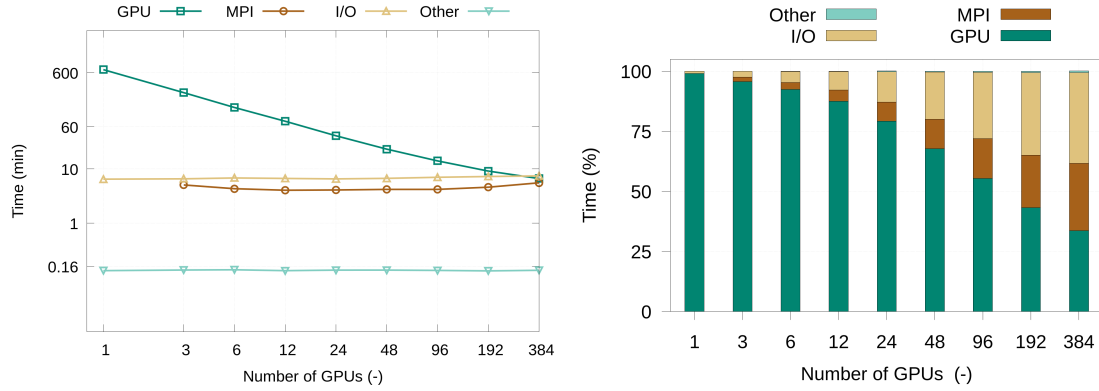 GPU MPI I/O Other
600
60
10
1
0.16
Time (min)
1 3 6 12 24 48 96 192 384
Number of GPUs (-)
Other MPI
I/O GPU
100
75
50
25
0
Time (%)
1 3 6 12 24 48 96 192 384
Number of GPUs (-)